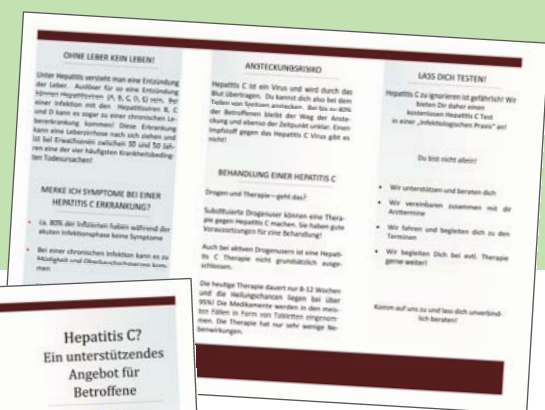 OHNE LEBER KEIN LEBEN!
Unter Hepatitis versteht man eine Entzündung
der Leber. Auslöser für so eine Entzündung
können Hepatitisviren (A, B, C, D, E) sein. Bei
einer Infektion mit den Hepatitisviren B, C
und D kann es sogar zu einer chronischen Le-
bererkrankung kommen! Diese Erkrankung
kann eine Leberzirrhose nach sich ziehen und
ist bei Erwachsenen zwischen 30 und 50 Jah-
ren eine der vier häufigsten Krankheitsbeding-
ten Todesursachen!
MERKE ICH SYMPTOME BEI EINER
HEPATITIS C ERKRANKUNG?
• ca. 80% der Infizierten haben während der
akuten Infektionsphase keine Symptome
• Bei einer chronischen Infektion kann es zu
Müdigkeit und Oberbauchschmerzen kom-
men
ANSTECKUNGSRISIKO
Hepatitis C ist ein Virus und wird durch das
Blut übertragen. Du kannst dich also bei dem
Teilen von Spritzen anstecken. Bei bis zu 40%
der Betroffenen bleibt der Weg der Anste-
ckung und ebenso der Zeitpunkt unklar. Einen
Impfstoff gegen das Hepatitis C Virus gibt es
nicht!
BEHANDLUNG EINER HEPATITIS C
Drogen und Therapie—geht das?
Substituierte Drogenuser können eine Thera-
pie gegen Hepatitis C machen. Sie haben gute
Voraussetzungen für eine Behandlung!
Auch bei aktiven Drogenusern ist eine Hepati-
tis C Therapie nicht grundsätzlich ausge-
schlossen.
Die heutige Therapie dauert nur 8-12 Wochen
und die Heilungschancen liegen bei über
95%! Die Medikamente werden in den meis-
ten Fällen in Form von Tabletten eingenom-
men. Die Therapie hat nur sehr wenige Ne-
benwirkungen.
LASS DICH TESTEN!
Hepatitis C zu ignorieren ist gefährlich! Wir
bieten Dir daher einen
kostenlosen Hepatitis C Test
in einer „Infektologischen Praxis" an!
Du bist nicht allein!
• Wir unterstützen und beraten dich
• Wir vereinbaren zusammen mit dir
Arzttermine
• Wir fahren und begleiten dich zu den
Terminen
• Wir begleiten Dich bei evtl. Therapie
gerne weiter!
Komm auf uns zu und lass dich unverbind-
lich beraten!
Hepatitis C?
Ein unterstützendes
Angebot für
Betroffene